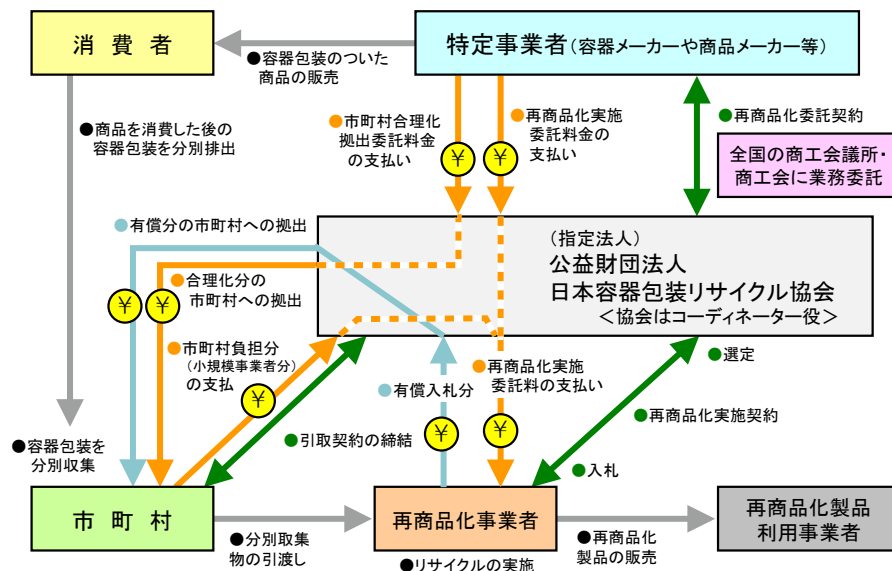 消 費 者
特定事業者(容器メーカーや商品メーカー等)
●容器包装のついた
商品の販売
●商品を消費した後の
容器包装を分別排出
●市町村合理化
拠出委託料金
の支払い
●再商品化実施
委託料金の
支払い
●再商品化委託契約
全国の商工会議所・
商工会に業務委託
●有償分の市町村への拠出
(指定法人)
公益財団法人
日本容器包装リサイクル協会
<協会はコーディネーター役>
●合理化分の
市町村への拠出
●市町村負担分
(小規模事業者分)
の支払
●有償入札分
●再商品化実施
委託料の支払い
●選定
●再商品化実施契約
●入札
●引取契約の締結
●容器包装を
分別収集
¥
¥
¥
¥
¥
¥
¥
市 町 村
●分別収集
物の引渡し
再商品化事業者
●リサイクルの実施
●再商品化
製品の販売
再商品化製品
利用事業者